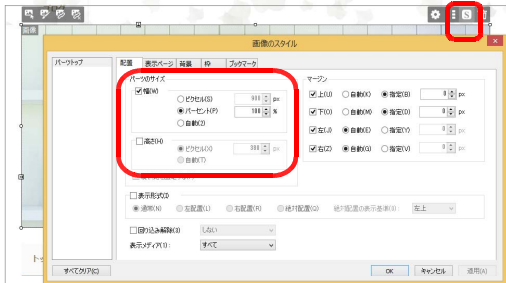 画像
S
画像のスタイル
パーツトップ
配置 表示ページ 背景 枠 ブックマーク
パーツのサイズ
幅(W)
ピクセル(S) px
パーセント(P) 100 %
自動(2)
高さ(H)
ピクセル(X) 300 px
自動(T)
マージン
上(U) 自動(K) 指定(B) 0 px
下(O) 自動(M) 指定(D) 0 px
左(J) 自動(E) 指定(Y) 0 px
右(Z) 自動(G) 指定(V) 0 px
表示形式(I)
通常(N) 左配置(L) 右配置(R) 絶対配置(Q) 絶対配置の表示基準(3) 左上
回り込み解除(3) しない
表示メディア(1): すべて
すべてクリア(C) OK キャンセル 適用(A)